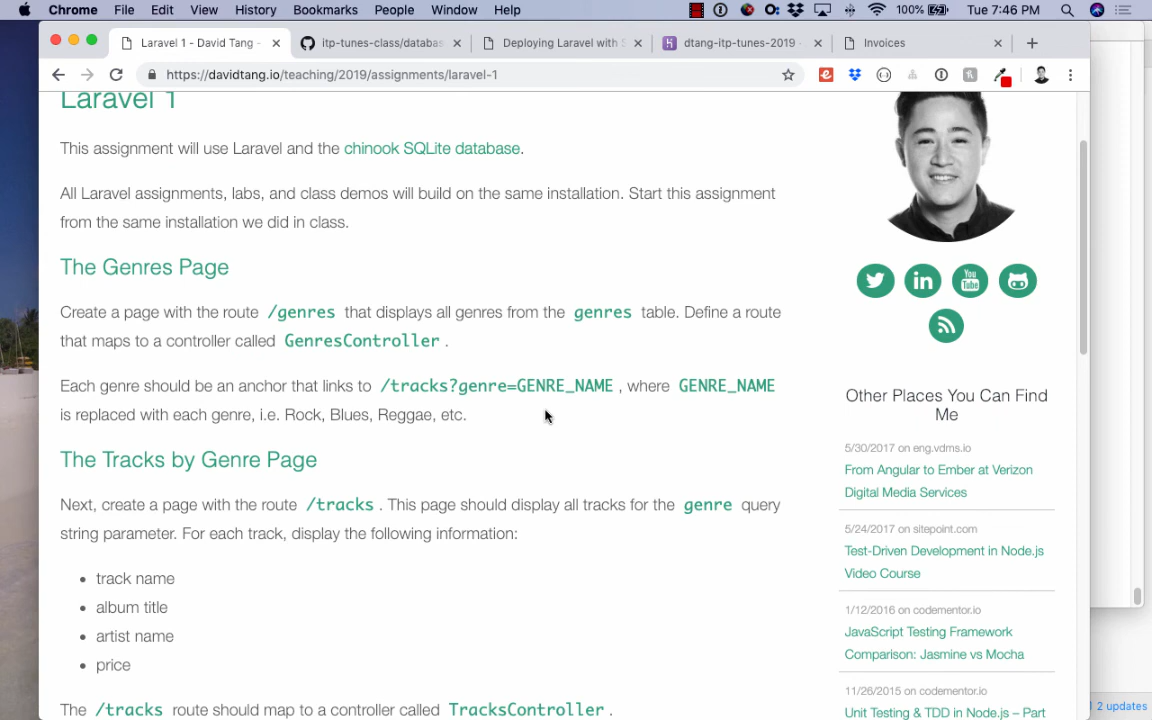 Chrome File Edit View History Bookmarks People Window Help 100% Tue 7:46 PM
Laravel 1 - David Tang - itp-tunes-class/databas Deploying Laravel with S dtang-itp-tunes-2019 - Invoices
https://davidtang.io/teaching/2019/assignments/laravel-1
Laravel 1
This assignment will use Laravel and the chinook SQLite database.
All Laravel assignments, labs, and class demos will build on the same installation. Start this assignment
from the same installation we did in class.
The Genres Page
Create a page with the route /genres that displays all genres from the genres table. Define a route
that maps to a controller called GenresController .
Each genre should be an anchor that links to /tracks?genre=GENRE_NAME , where GENRE_NAME
is replaced with each genre, i.e. Rock, Blues, Reggae, etc.
The Tracks by Genre Page
Next, create a page with the route /tracks . This page should display all tracks for the genre query
string parameter. For each track, display the following information:
track name
album title
artist name
price
The /tracks route should map to a controller called TracksController .
You Tube
Other Places You Can Find
Me
5/30/2017 on eng.vdms.io
From Angular to Ember at Verizon
Digital Media Services
5/24/2017 on sitepoint.com
Test-Driven Development in Node.js
Video Course
1/12/2016 on codementor.io
JavaScript Testing Framework
Comparison: Jasmine vs Mocha
11/26/2015 on codementor.io
Unit Testing & TDD in Node.js – Part
2 updates